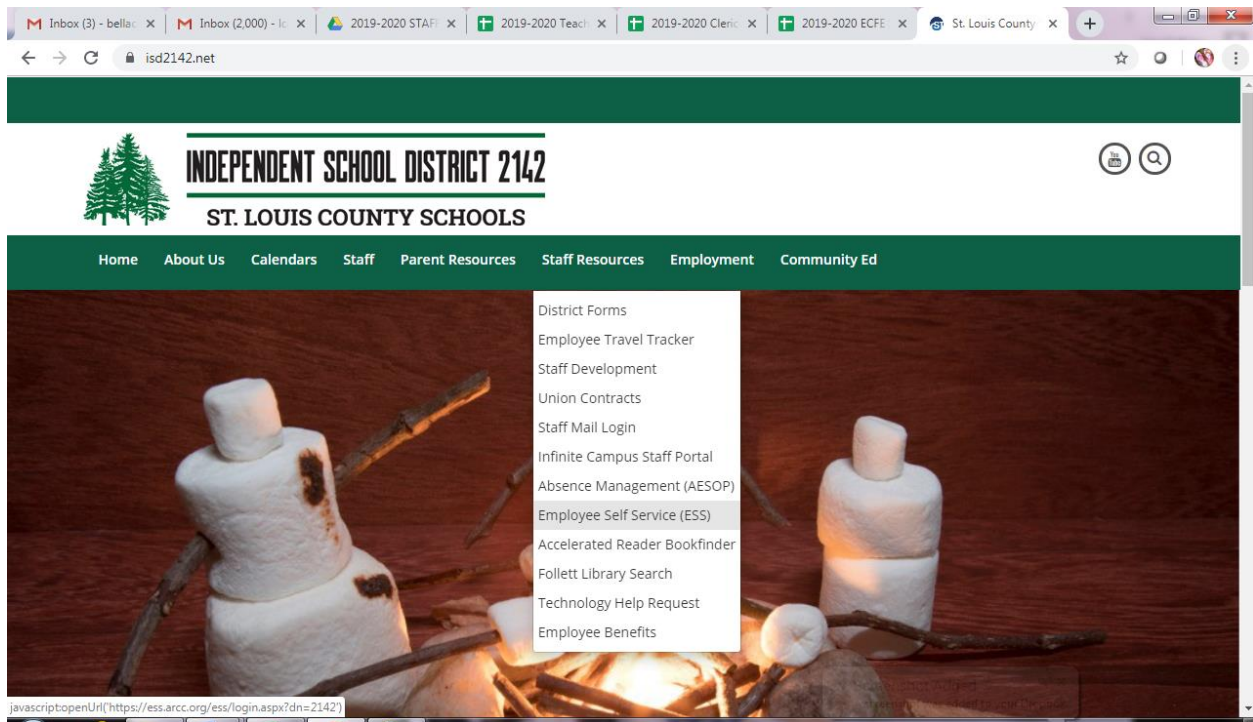 Inbox (3) - bellac
Inbox (2,000) - lc
2019-2020 STAFF
2019-2020 Teach
2019-2020 Cleric
2019-2020 ECFE
St. Louis County
isd2142.net
INDEPENDENT SCHOOL DISTRICT 2142
ST. LOUIS COUNTY SCHOOLS
You
Tube
Home About Us Calendars Staff Parent Resources Staff Resources Employment Community Ed
District Forms
Employee Travel Tracker
Staff Development
Union Contracts
Staff Mail Login
Infinite Campus Staff Portal
Absence Management (AESOP)
Employee Self Service (ESS)
Accelerated Reader Bookfinder
Follett Library Search
Technology Help Request
Employee Benefits
javascript:openUrl('https://ess.arcc.org/ess/login.aspx?dn=2142')